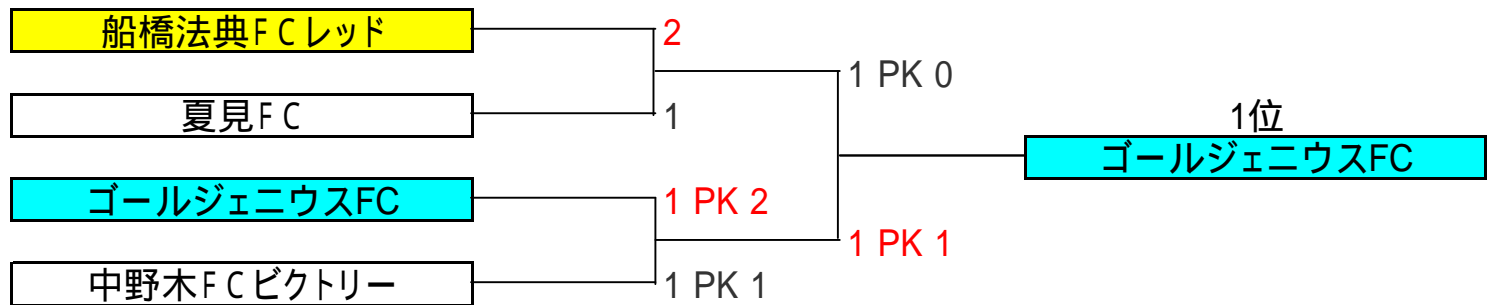 船橋法典FCレッド
2
1 PK 0
夏見FC
1
1位
ゴールジェニウスFC
ゴールジェニウスFC
1 PK 2
1 PK 1
中野木FCビクトリー
1 PK 1